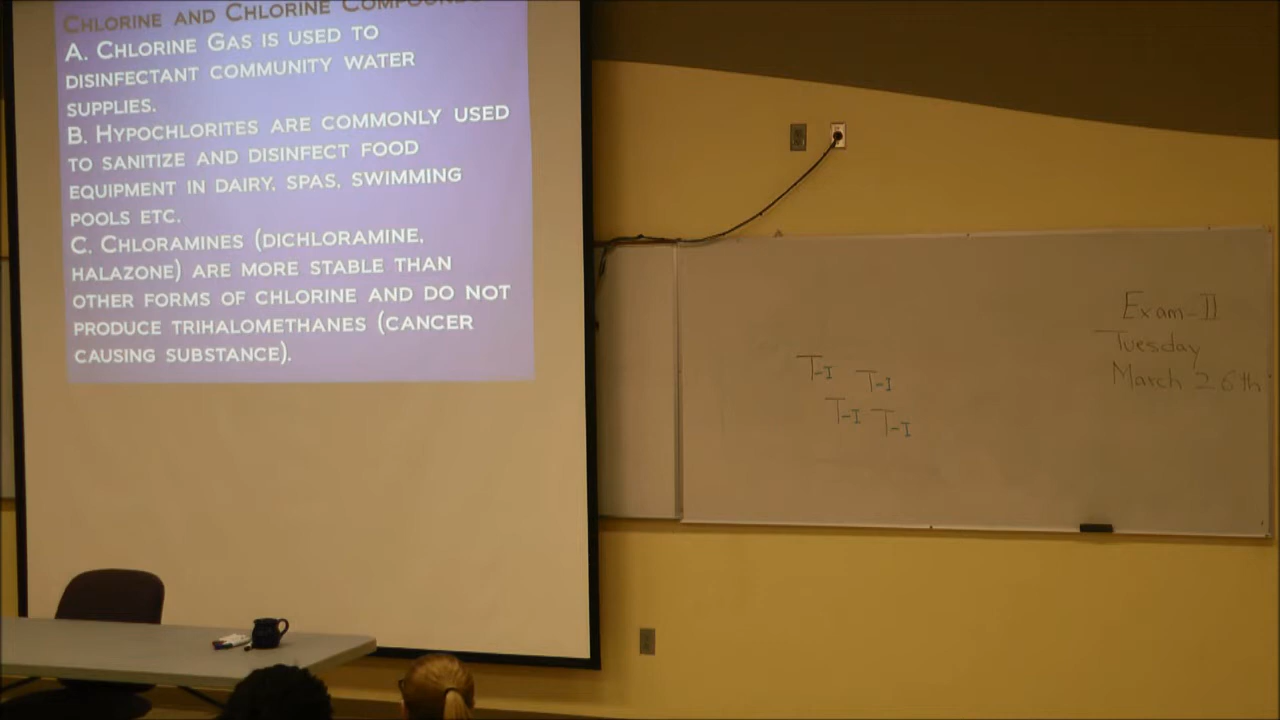 CHLORINE AND CHLORINE COMPOUNDS
A. CHLORINE GAS IS USED TO
DISINFECTANT COMMUNITY WATER
SUPPLIES.
B. HYPOCHLORITES ARE COMMONLY USED
TO SANITIZE AND DISINFECT FOOD
EQUIPMENT IN DAIRY, SPAS, SWIMMING
POOLS ETC.
C. CHLORAMINES (DICHLORAMINE,
HALAZONE) ARE MORE STABLE THAN
OTHER FORMS OF CHLORINE AND DO NOT
PRODUCE TRIHALOMETHANES (CANCER
CAUSING SUBSTANCE).
T-I T-I
T-I T-I
Exam-II
Tuesday
March 26th